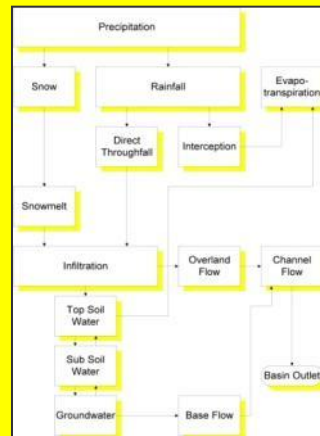 Precipitation
Snow
Rainfall
Evapo-
transpiration
Direct
Throughfall
Interception
Snowmelt
Infiltration
Overland
Flow
Channel
Flow
Top Soil
Water
Sub Soil
Water
Basin Outlet
Groundwater
Base Flow